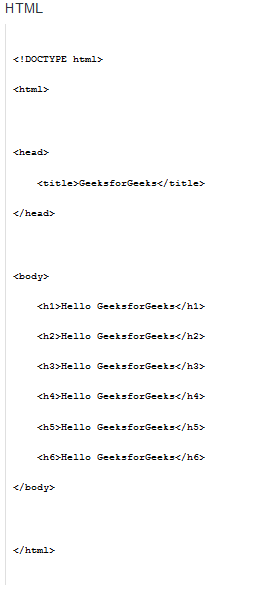 HTML
<!DOCTYPE html>
<html>
<head>
    <title>GeeksforGeeks</title>
</head>
<body>
    <h1>Hello GeeksforGeeks</h1>
    <h2>Hello GeeksforGeeks</h2>
    <h3>Hello GeeksforGeeks</h3>
    <h4>Hello GeeksforGeeks</h4>
    <h5>Hello GeeksforGeeks</h5>
    <h6>Hello GeeksforGeeks</h6>
</body>
</html>